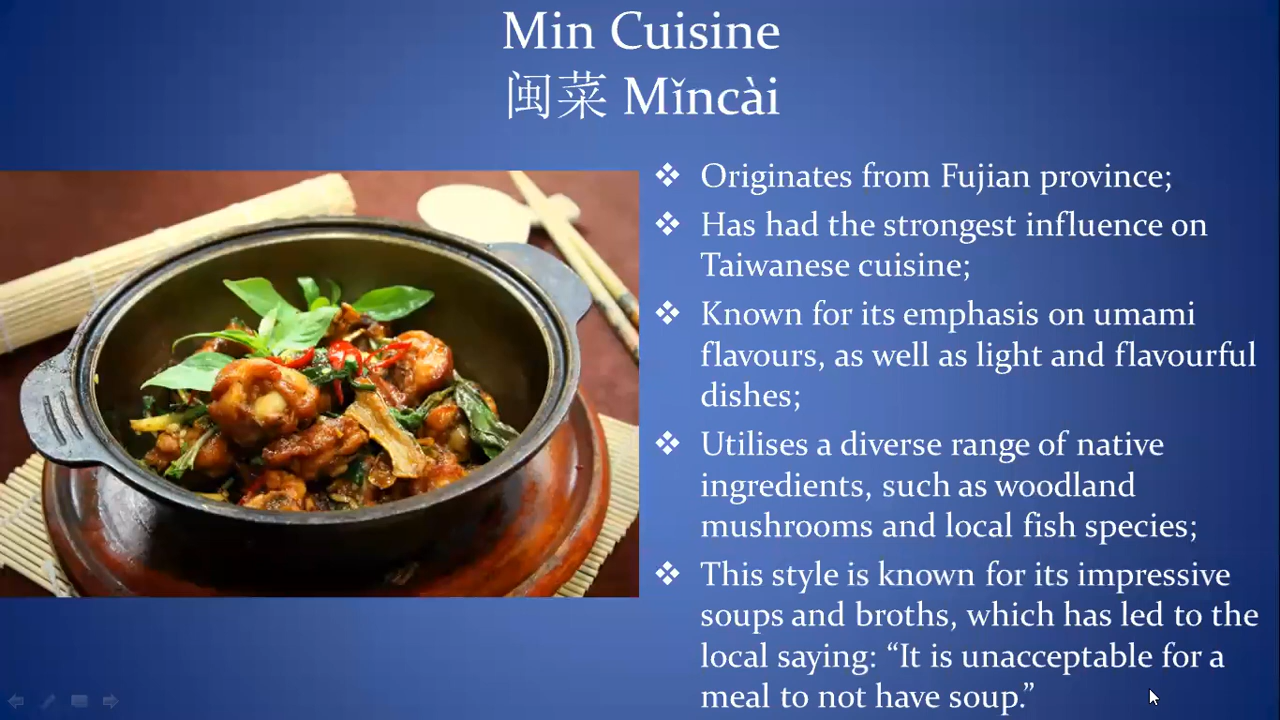 Min Cuisine
闽菜 Mǐncài
❖ Originates from Fujian province;
❖ Has had the strongest influence on
Taiwanese cuisine;
❖ Known for its emphasis on umami
flavours, as well as light and flavourful
dishes;
❖ Utilises a diverse range of native
ingredients, such as woodland
mushrooms and local fish species;
❖ This style is known for its impressive
soups and broths, which has led to the
local saying: “It is unacceptable for a
meal to not have soup.”